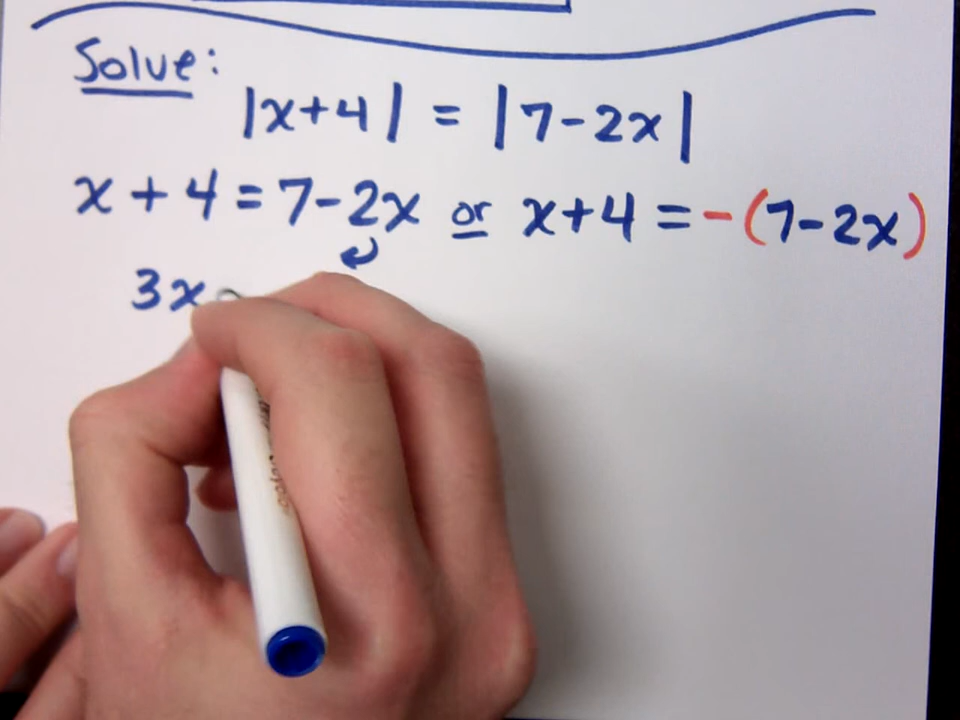 Solve:
|x+4| = |7-2x|
x + 4 = 7-2x or x+4 = -(7-2x)
3x